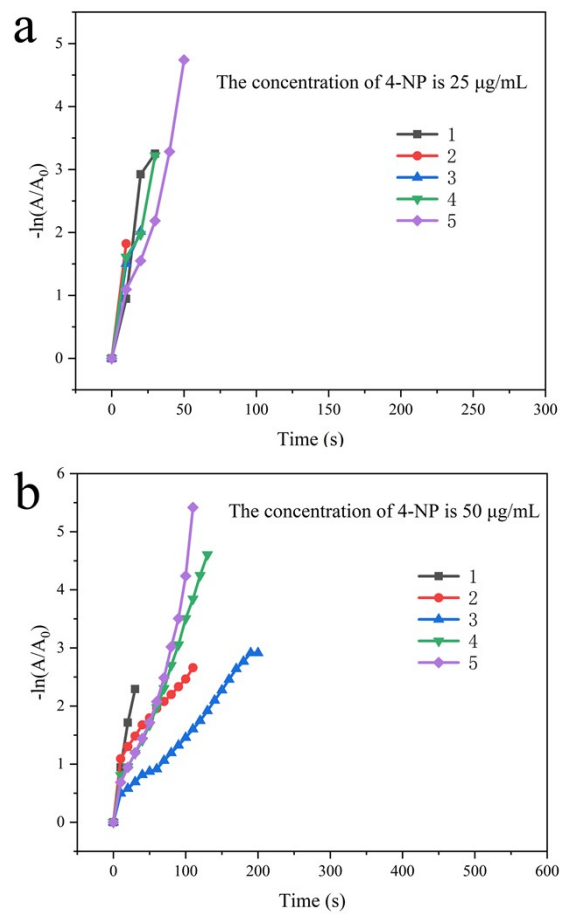 a
The concentration of 4-NP is 25 μg/mL
1
2
3
4
5
-ln(A/A₀)
5
4
3
2
1
0
0 50 100 150 200 250 300
Time (s)
b
The concentration of 4-NP is 50 μg/mL
1
2
3
4
5
-ln(A/A₀)
6
5
4
3
2
1
0
0 100 200 300 400 500 600
Time (s)